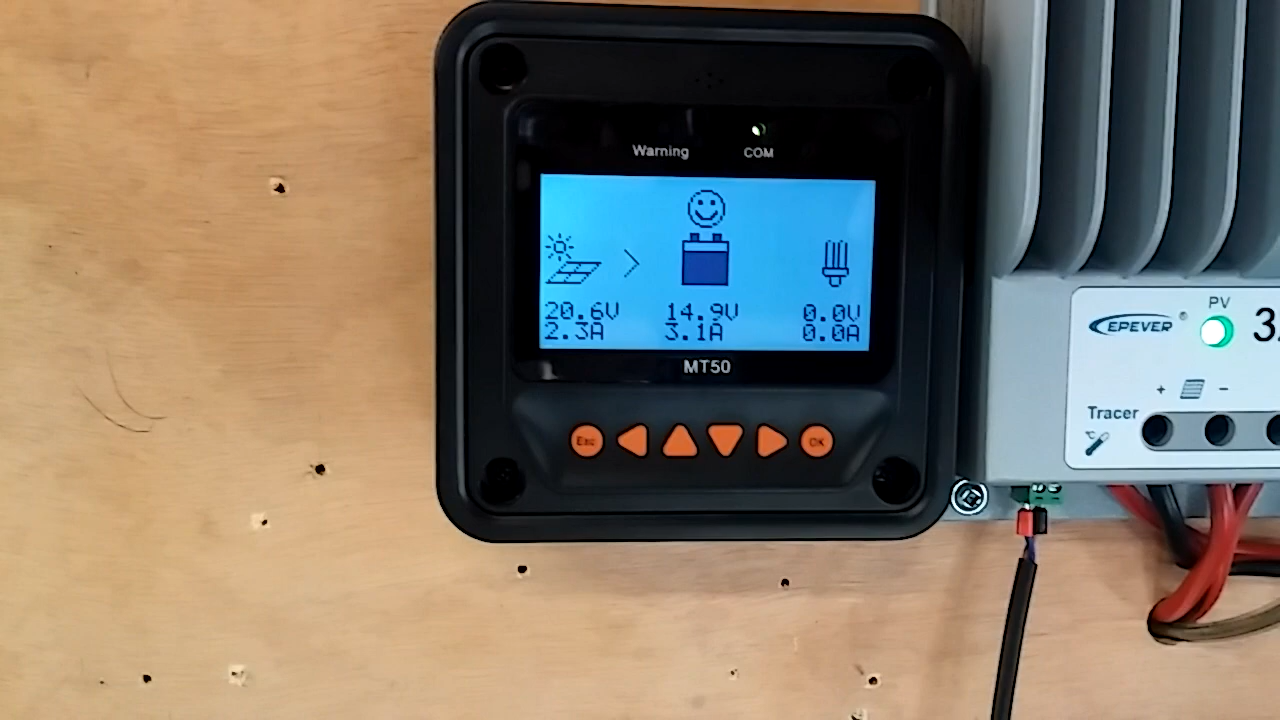 Warning COM
20.6V 14.9V 0.0V
2.3A 3.1A 0.0A
MT50
Esc OK
EPEVER ® PV 3.
+ −
Tracer
°C